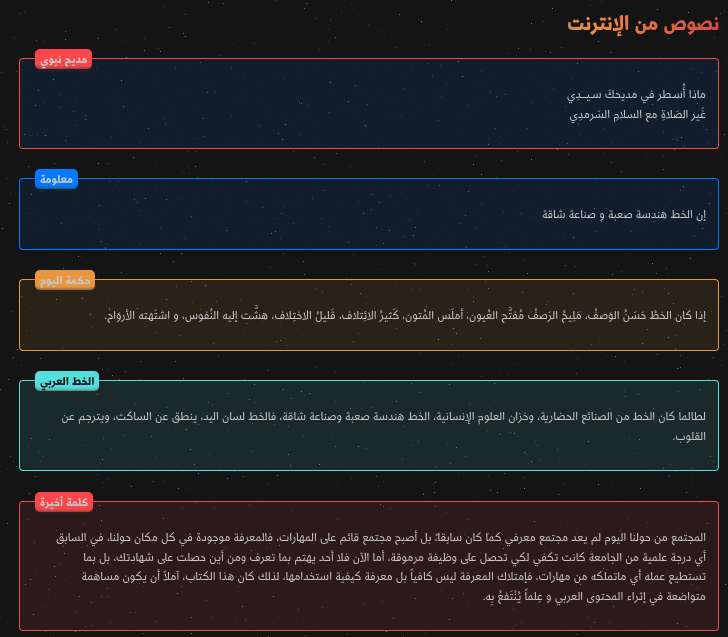 نصوص من الإنترنت
مديح نبوي
ماذا أُسطر في مديحكَ سيـدِي
غَير الصَلاةِ مع السلامِ السَرمدِي
معلومة
إن الخط هندسة صعبة و صناعة شاقة
حكمة اليوم
إذا كان الخطُ حَسَنُ الوَصفْ، مَلِيحُ الرَصفْ مُفتَّح العُيون، أملَس المُتون، كَثيرُ الائتِلاف، قَليلُ الاختِلاف، هشَّت إليه النُفوس، و اشتَهته الأروَاح.
الخط العربي
لطالما كان الخط من الصنائع الحضارية، وخزان العلوم الإنسانية، الخط هندسة صعبة وصناعة شاقة، فالخط لسان اليد، ينطق عن الساكت، ويترجم عن
القلوب.
كلمة أخيرة
المجتمع من حولنا اليوم لم يعد مجتمع معرفي كما كان سابقاً؛ بل أصبح مجتمع قائم على المهارات، فالمعرفة موجودة في كل مكان حولنا، في السابق
أي درجة علمية من الجامعة كانت تكفي لكي تحصل على وظيفة مرموقة، أما الآن فلا أحد يهتم بما تعرف ومن أين حصلت على شهادتك، بل بما
تستطيع عمله أي ماتملكه من مهارات، فإمتلاك المعرفة ليس كافياً بل معرفة كيفية استخدامها، لذلك كان هذا الكتاب، آملاً أن يكون مساهمة
متواضعة في إثراء المحتوى العربي و عِلماً يُنْتَفعُ بِه.